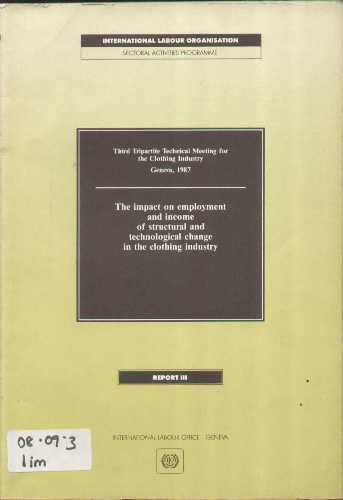 INTERNATIONAL LABOUR ORGANISATION
SECTORAL ACTIVITIES PROGRAMME
Third Tripartite Technical Meeting for
the Clothing Industry
Geneva, 1987
The impact on employment
and income
of structural and
technological change
in the clothing industry
REPORT III
08.09.3
lim
INTERNATIONAL LABOUR OFFICE GENEVA